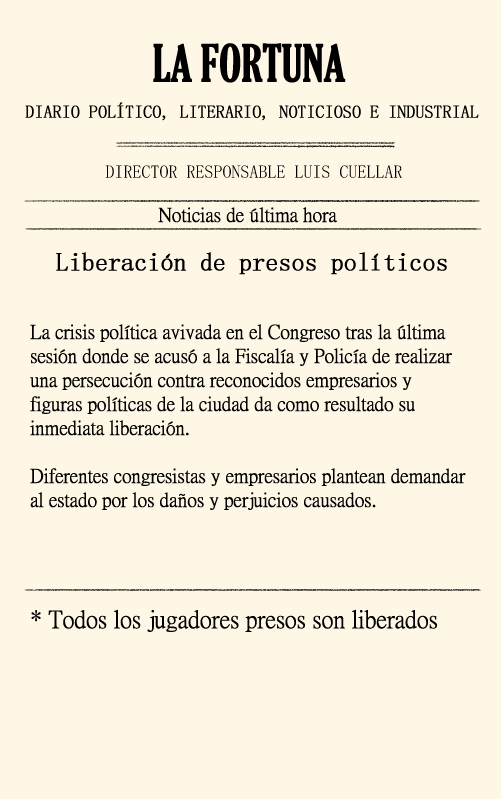 LA FORTUNA
DIARIO POLÍTICO, LITERARIO, NOTICIOSO E INDUSTRIAL
DIRECTOR RESPONSABLE LUIS CUELLAR
Noticias de última hora
Liberación de presos políticos
La crisis política avivada en el Congreso tras la última
sesión donde se acusó a la Fiscalía y Policía de realizar
una persecución contra reconocidos empresarios y
figuras políticas de la ciudad da como resultado su
inmediata liberación.
Diferentes congresistas y empresarios plantean demandar
al estado por los daños y perjuicios causados.
* Todos los jugadores presos son liberados